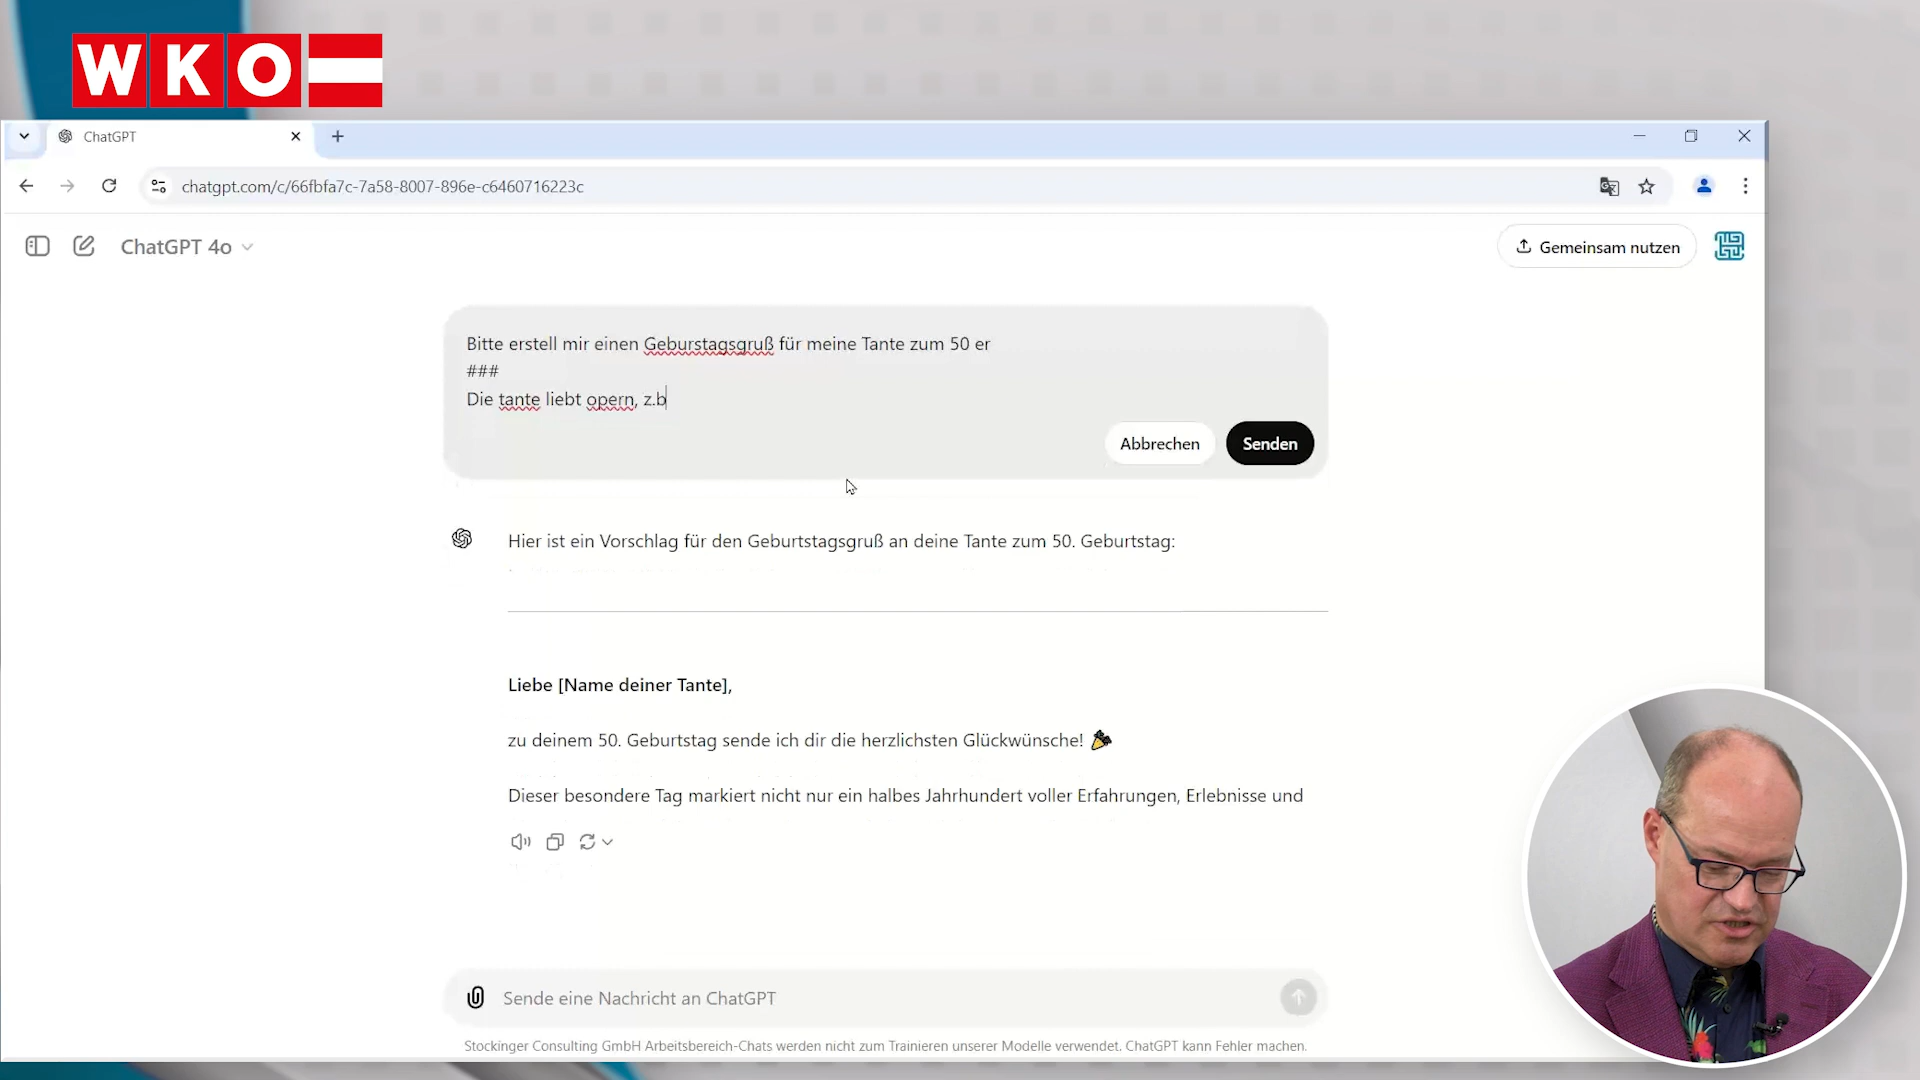 WKO
ChatGPT
chatgpt.com/c/66fbfa7c-7a58-8007-896e-c6460716223c
ChatGPT 4o
Gemeinsam nutzen
Bitte erstell mir einen Geburstagsgruß für meine Tante zum 50 er
###
Die tante liebt opern, z.b
Abbrechen
Senden
Hier ist ein Vorschlag für den Geburtstagsgruß an deine Tante zum 50. Geburtstag:
Liebe [Name deiner Tante],
zu deinem 50. Geburtstag sende ich dir die herzlichsten Glückwünsche! 🎉
Dieser besondere Tag markiert nicht nur ein halbes Jahrhundert voller Erfahrungen, Erlebnisse und
Sende eine Nachricht an ChatGPT
Stockinger Consulting GmbH Arbeitsbereich-Chats werden nicht zum Trainieren unserer Modelle verwendet. ChatGPT kann Fehler machen.